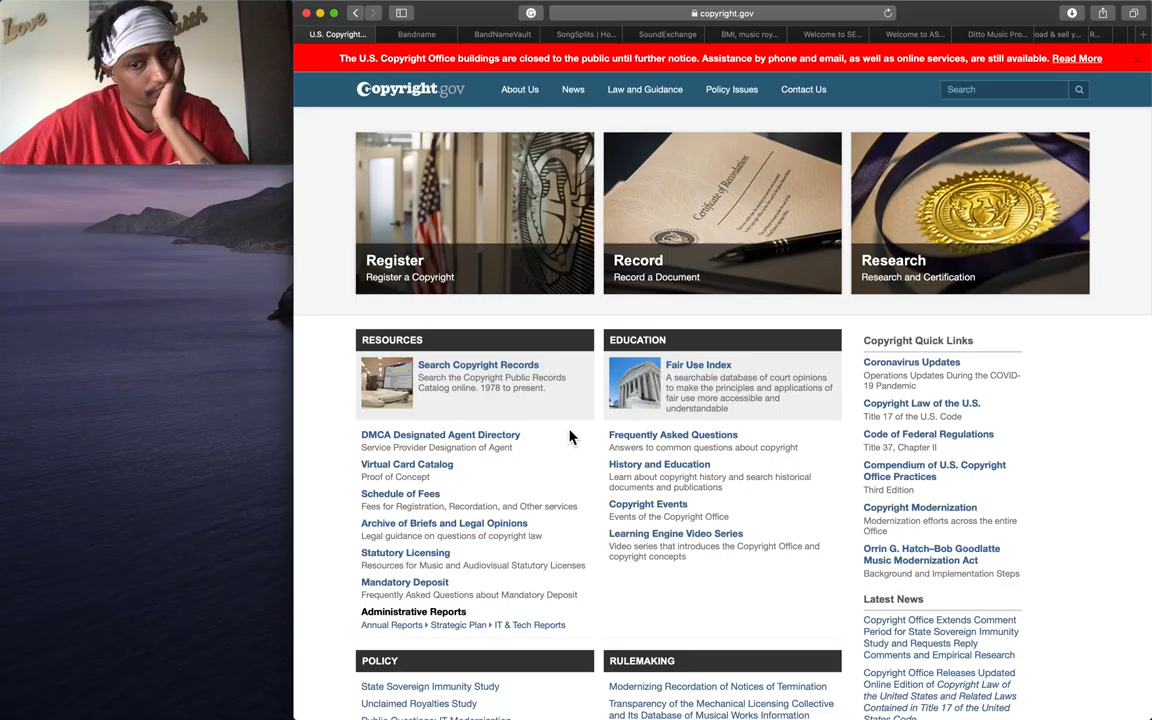 Love
Faith
copyright.gov
U.S. Copyright...
Bandname
BandNameVault
SongSplits | Ho...
SoundExchange
BMI, music roy...
Welcome to SE...
Welcome to AS...
Ditto Music Pro...
oad & sell y...
R...
The U.S. Copyright Office buildings are closed to the public until further notice. Assistance by phone and email, as well as online services, are still available. Read More
Copyright.gov
About Us
News
Law and Guidance
Policy Issues
Contact Us
Search
Certificate of Recordation
Register
Register a Copyright
Record
Record a Document
Research
Research and Certification
RESOURCES
Search Copyright Records
Search the Copyright Public Records
Catalog online. 1978 to present.
DMCA Designated Agent Directory
Service Provider Designation of Agent
Virtual Card Catalog
Proof of Concept
Schedule of Fees
Fees for Registration, Recordation, and Other services
Archive of Briefs and Legal Opinions
Legal guidance on questions of copyright law
Statutory Licensing
Resources for Music and Audiovisual Statutory Licenses
Mandatory Deposit
Frequently Asked Questions about Mandatory Deposit
Administrative Reports
Annual Reports Strategic Plan IT & Tech Reports
EDUCATION
Fair Use Index
A searchable database of court opinions
to make the principles and applications of
fair use more accessible and
understandable
Frequently Asked Questions
Answers to common questions about copyright
History and Education
Learn about copyright history and search historical
documents and publications
Copyright Events
Events of the Copyright Office
Learning Engine Video Series
Video series that introduces the Copyright Office and
copyright concepts
Copyright Quick Links
Coronavirus Updates
Operations Updates During the COVID-
19 Pandemic
Copyright Law of the U.S.
Title 17 of the U.S. Code
Code of Federal Regulations
Title 37, Chapter II
Compendium of U.S. Copyright
Office Practices
Third Edition
Copyright Modernization
Modernization efforts across the entire
Office
Orrin G. Hatch–Bob Goodlatte
Music Modernization Act
Background and Implementation Steps
Latest News
Copyright Office Extends Comment
Period for State Sovereign Immunity
Study and Requests Reply
Comments and Empirical Research
Copyright Office Releases Updated
Online Edition of Copyright Law of
the United States and Related Laws
Contained in Title 17 of the United
States Code
POLICY
State Sovereign Immunity Study
Unclaimed Royalties Study
Public Questions: IT Modernization
RULEMAKING
Modernizing Recordation of Notices of Termination
Transparency of the Mechanical Licensing Collective
and Its Database of Musical Works Information